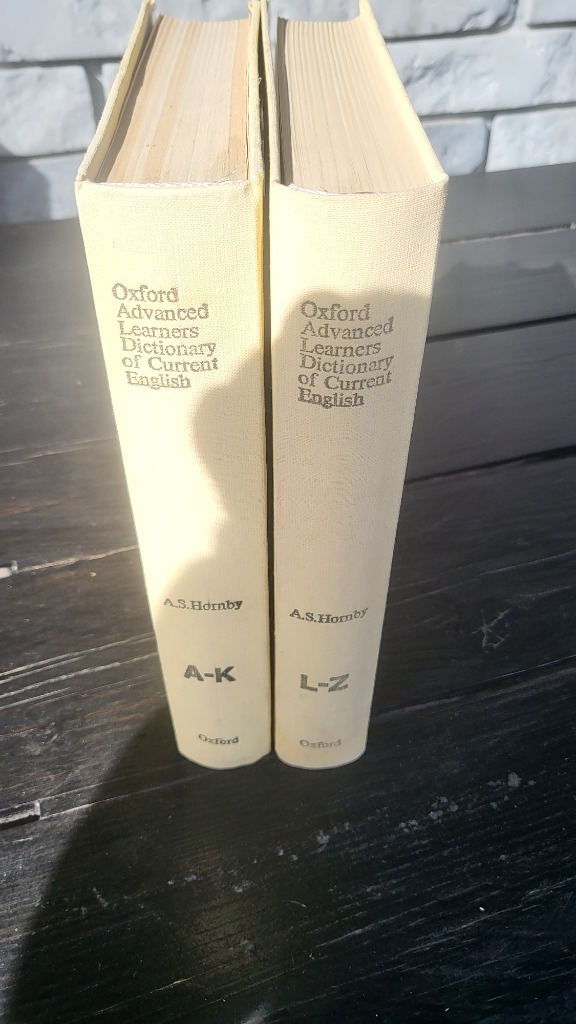 Oxford
Advanced
Learners
Dictionary
of Current
English
A.S.Hornby
A-K
Oxford
Oxford
Advanced
Learners
Dictionary
of Current
English
A.S.Hornby
L-Z
Oxford